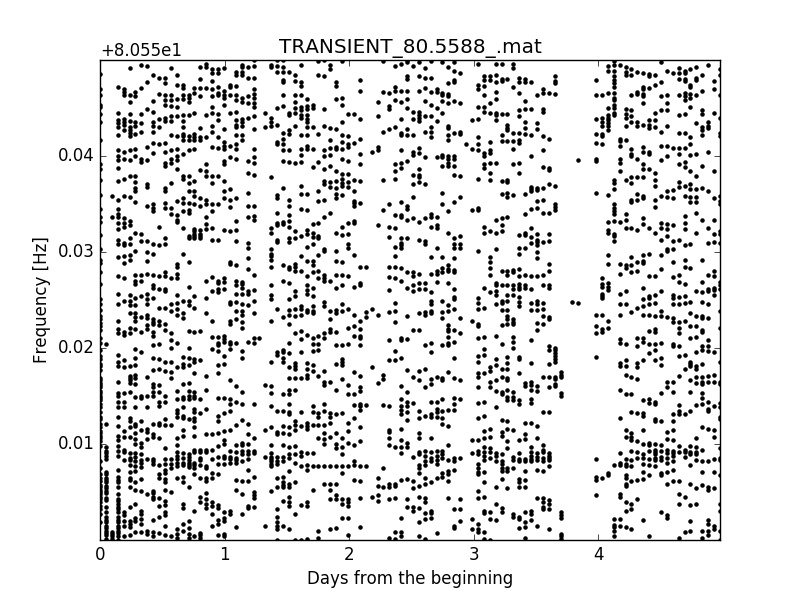 TRANSIENT_80.5588_.mat
+8.055e1
0.04
0.03
0.02
0.01
Frequency [Hz]
0 1 2 3 4
Days from the beginning